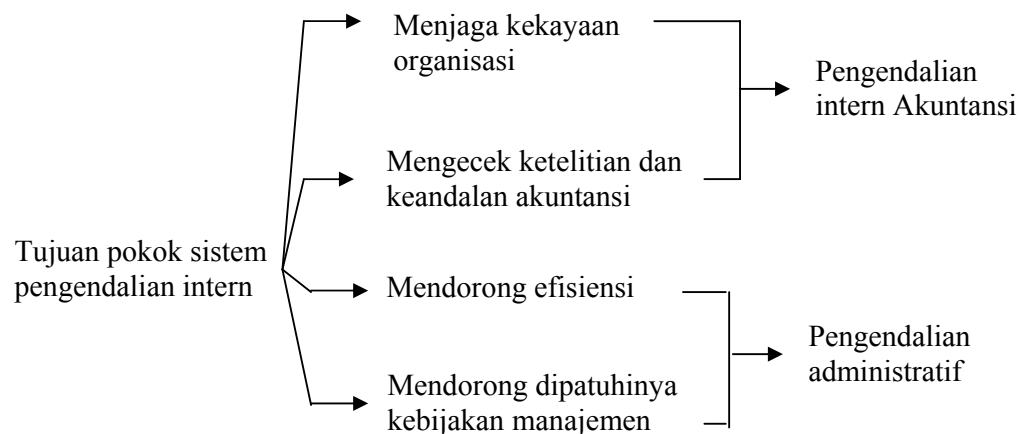 Menjaga kekayaan
organisasi
Pengendalian
intern Akuntansi
Mengecek ketelitian dan
keandalan akuntansi
Tujuan pokok sistem
pengendalian intern
Mendorong efisiensi
Pengendalian
administratif
Mendorong dipatuhinya
kebijakan manajemen